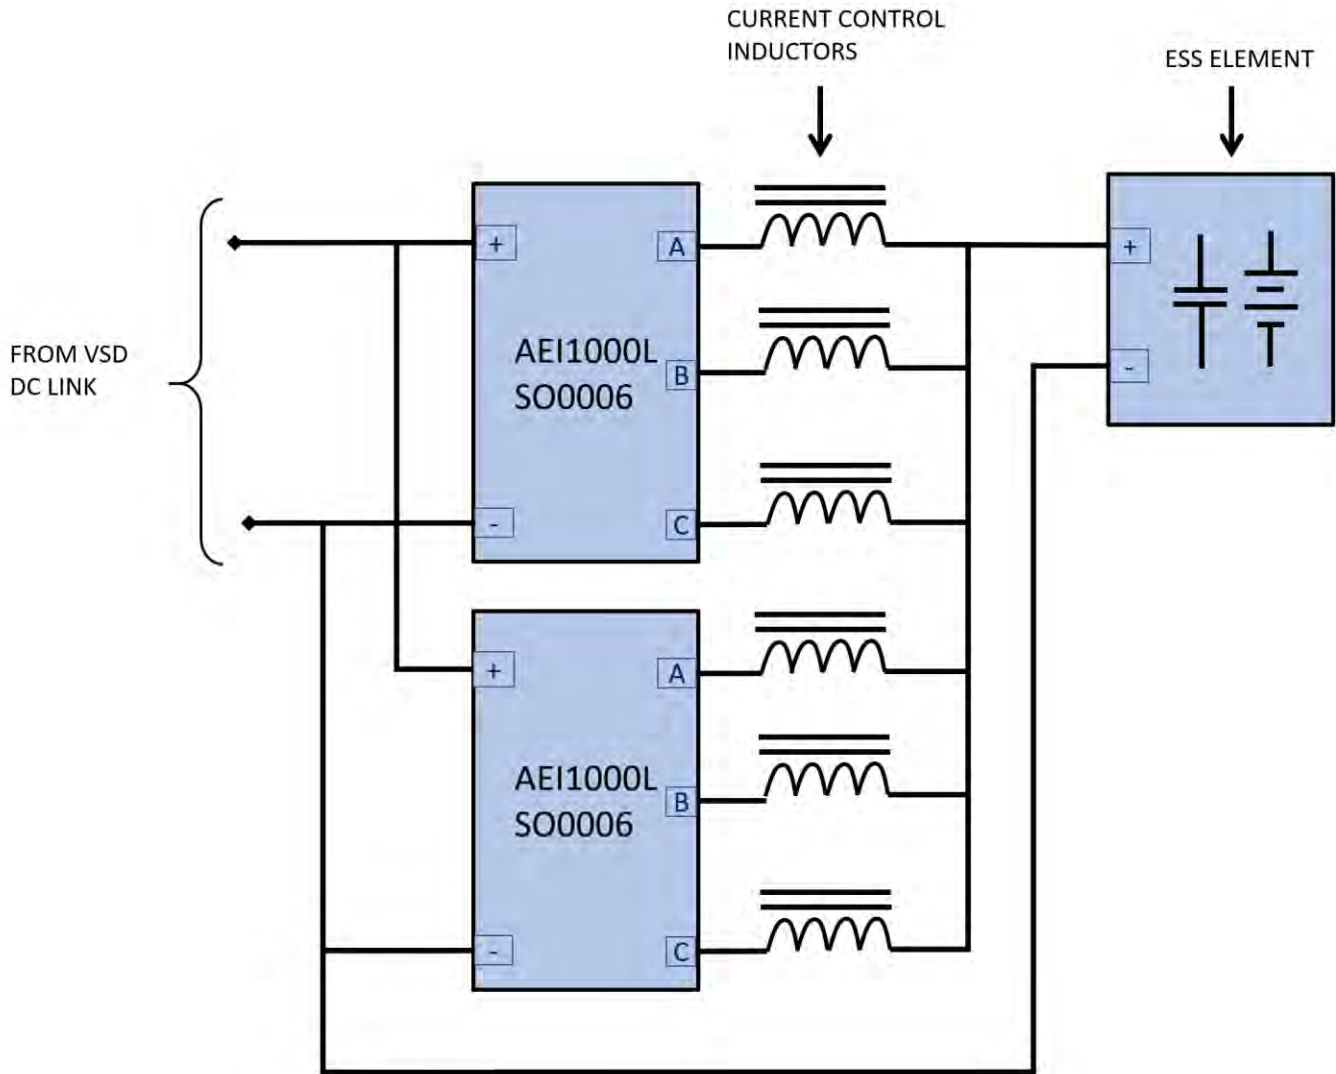 CURRENT CONTROL
INDUCTORS
ESS ELEMENT
FROM VSD
DC LINK
+
A
AEI1000L
SO0006
B
-
C
+
-
+
A
AEI1000L
SO0006
B
-
C